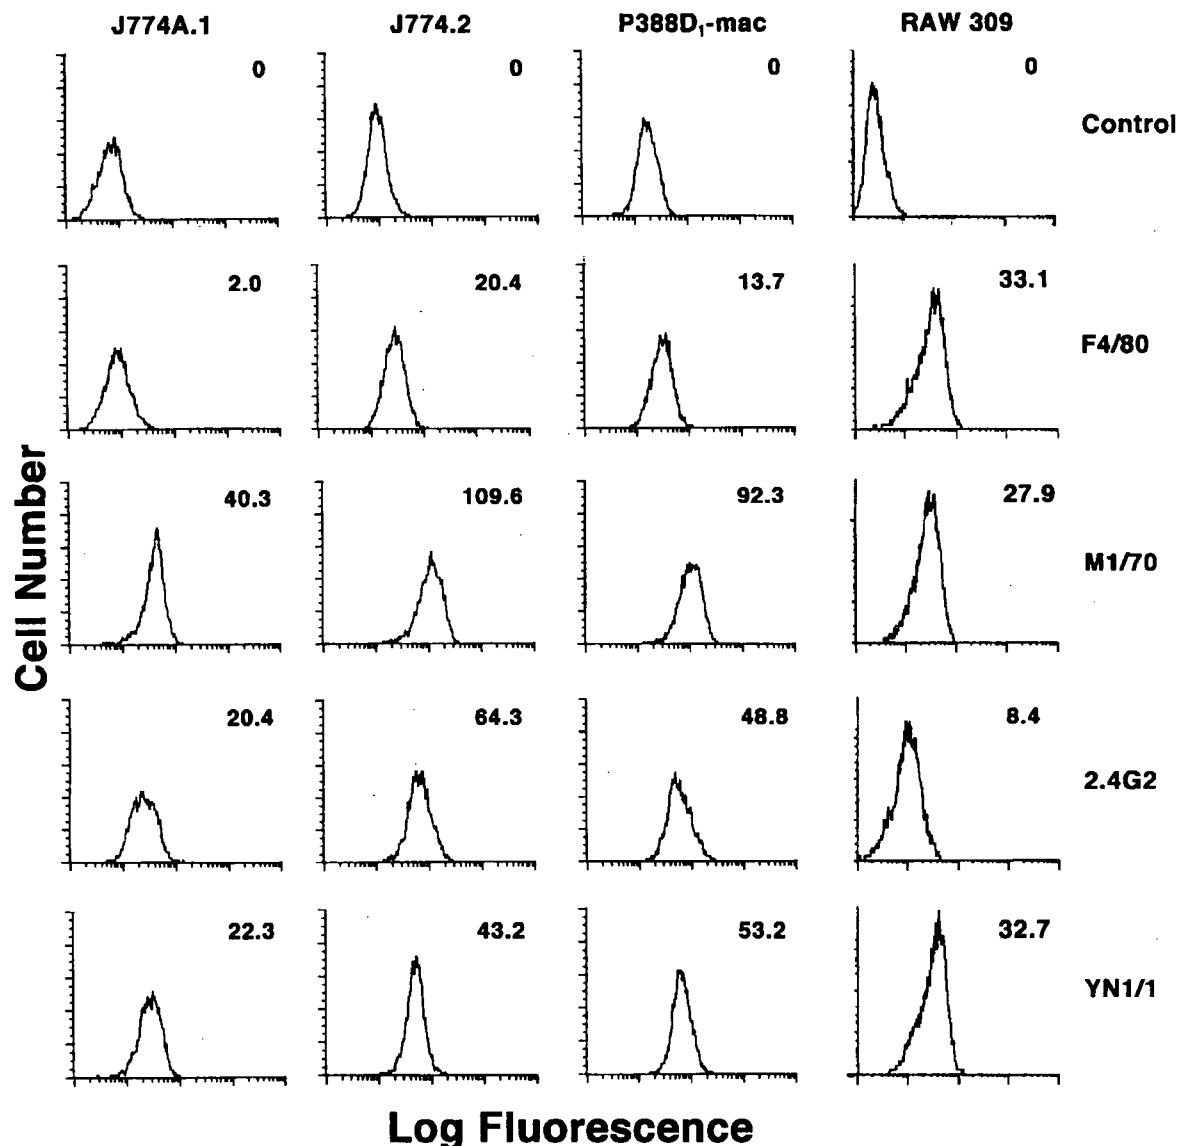 J774A.1 J774.2 P388D₁-mac RAW 309
0 0 0 0 Control
2.0 20.4 13.7 33.1 F4/80
40.3 109.6 92.3 27.9 M1/70
20.4 64.3 48.8 8.4 2.4G2
22.3 43.2 53.2 32.7 YN1/1
Cell Number
Log Fluorescence